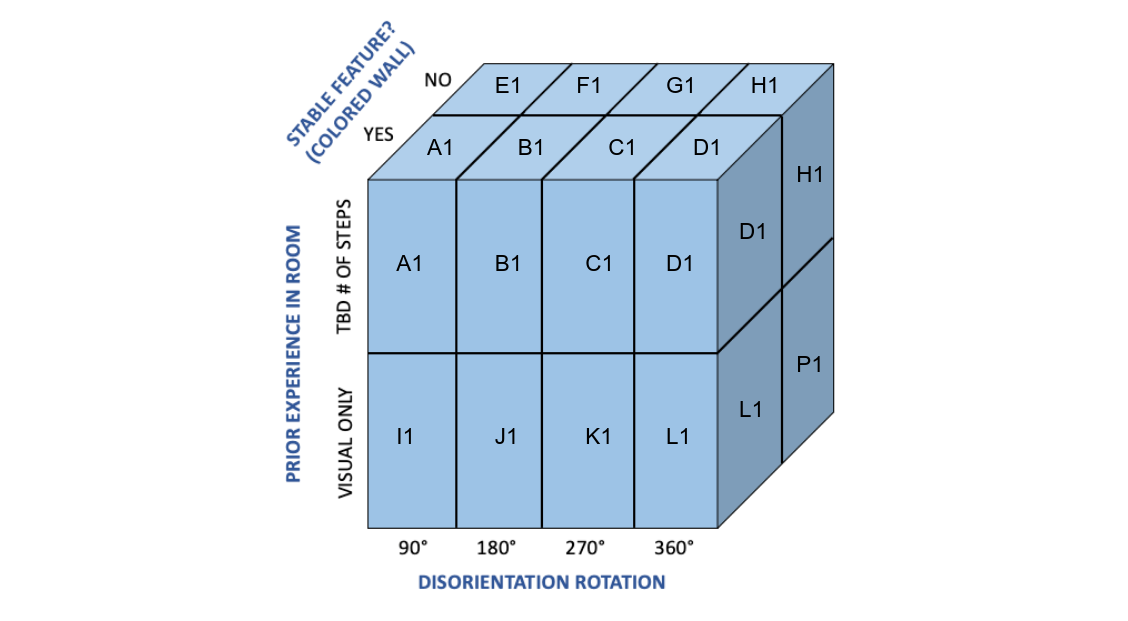 STABLE FEATURE?
(COLORED WALL)
NO
E1 F1 G1 H1
YES
A1 B1 C1 D1
H1
D1
PRIOR EXPERIENCE IN ROOM
TBD # OF STEPS
A1 B1 C1 D1
P1
L1
VISUAL ONLY
I1 J1 K1 L1
90° 180° 270° 360°
DISORIENTATION ROTATION